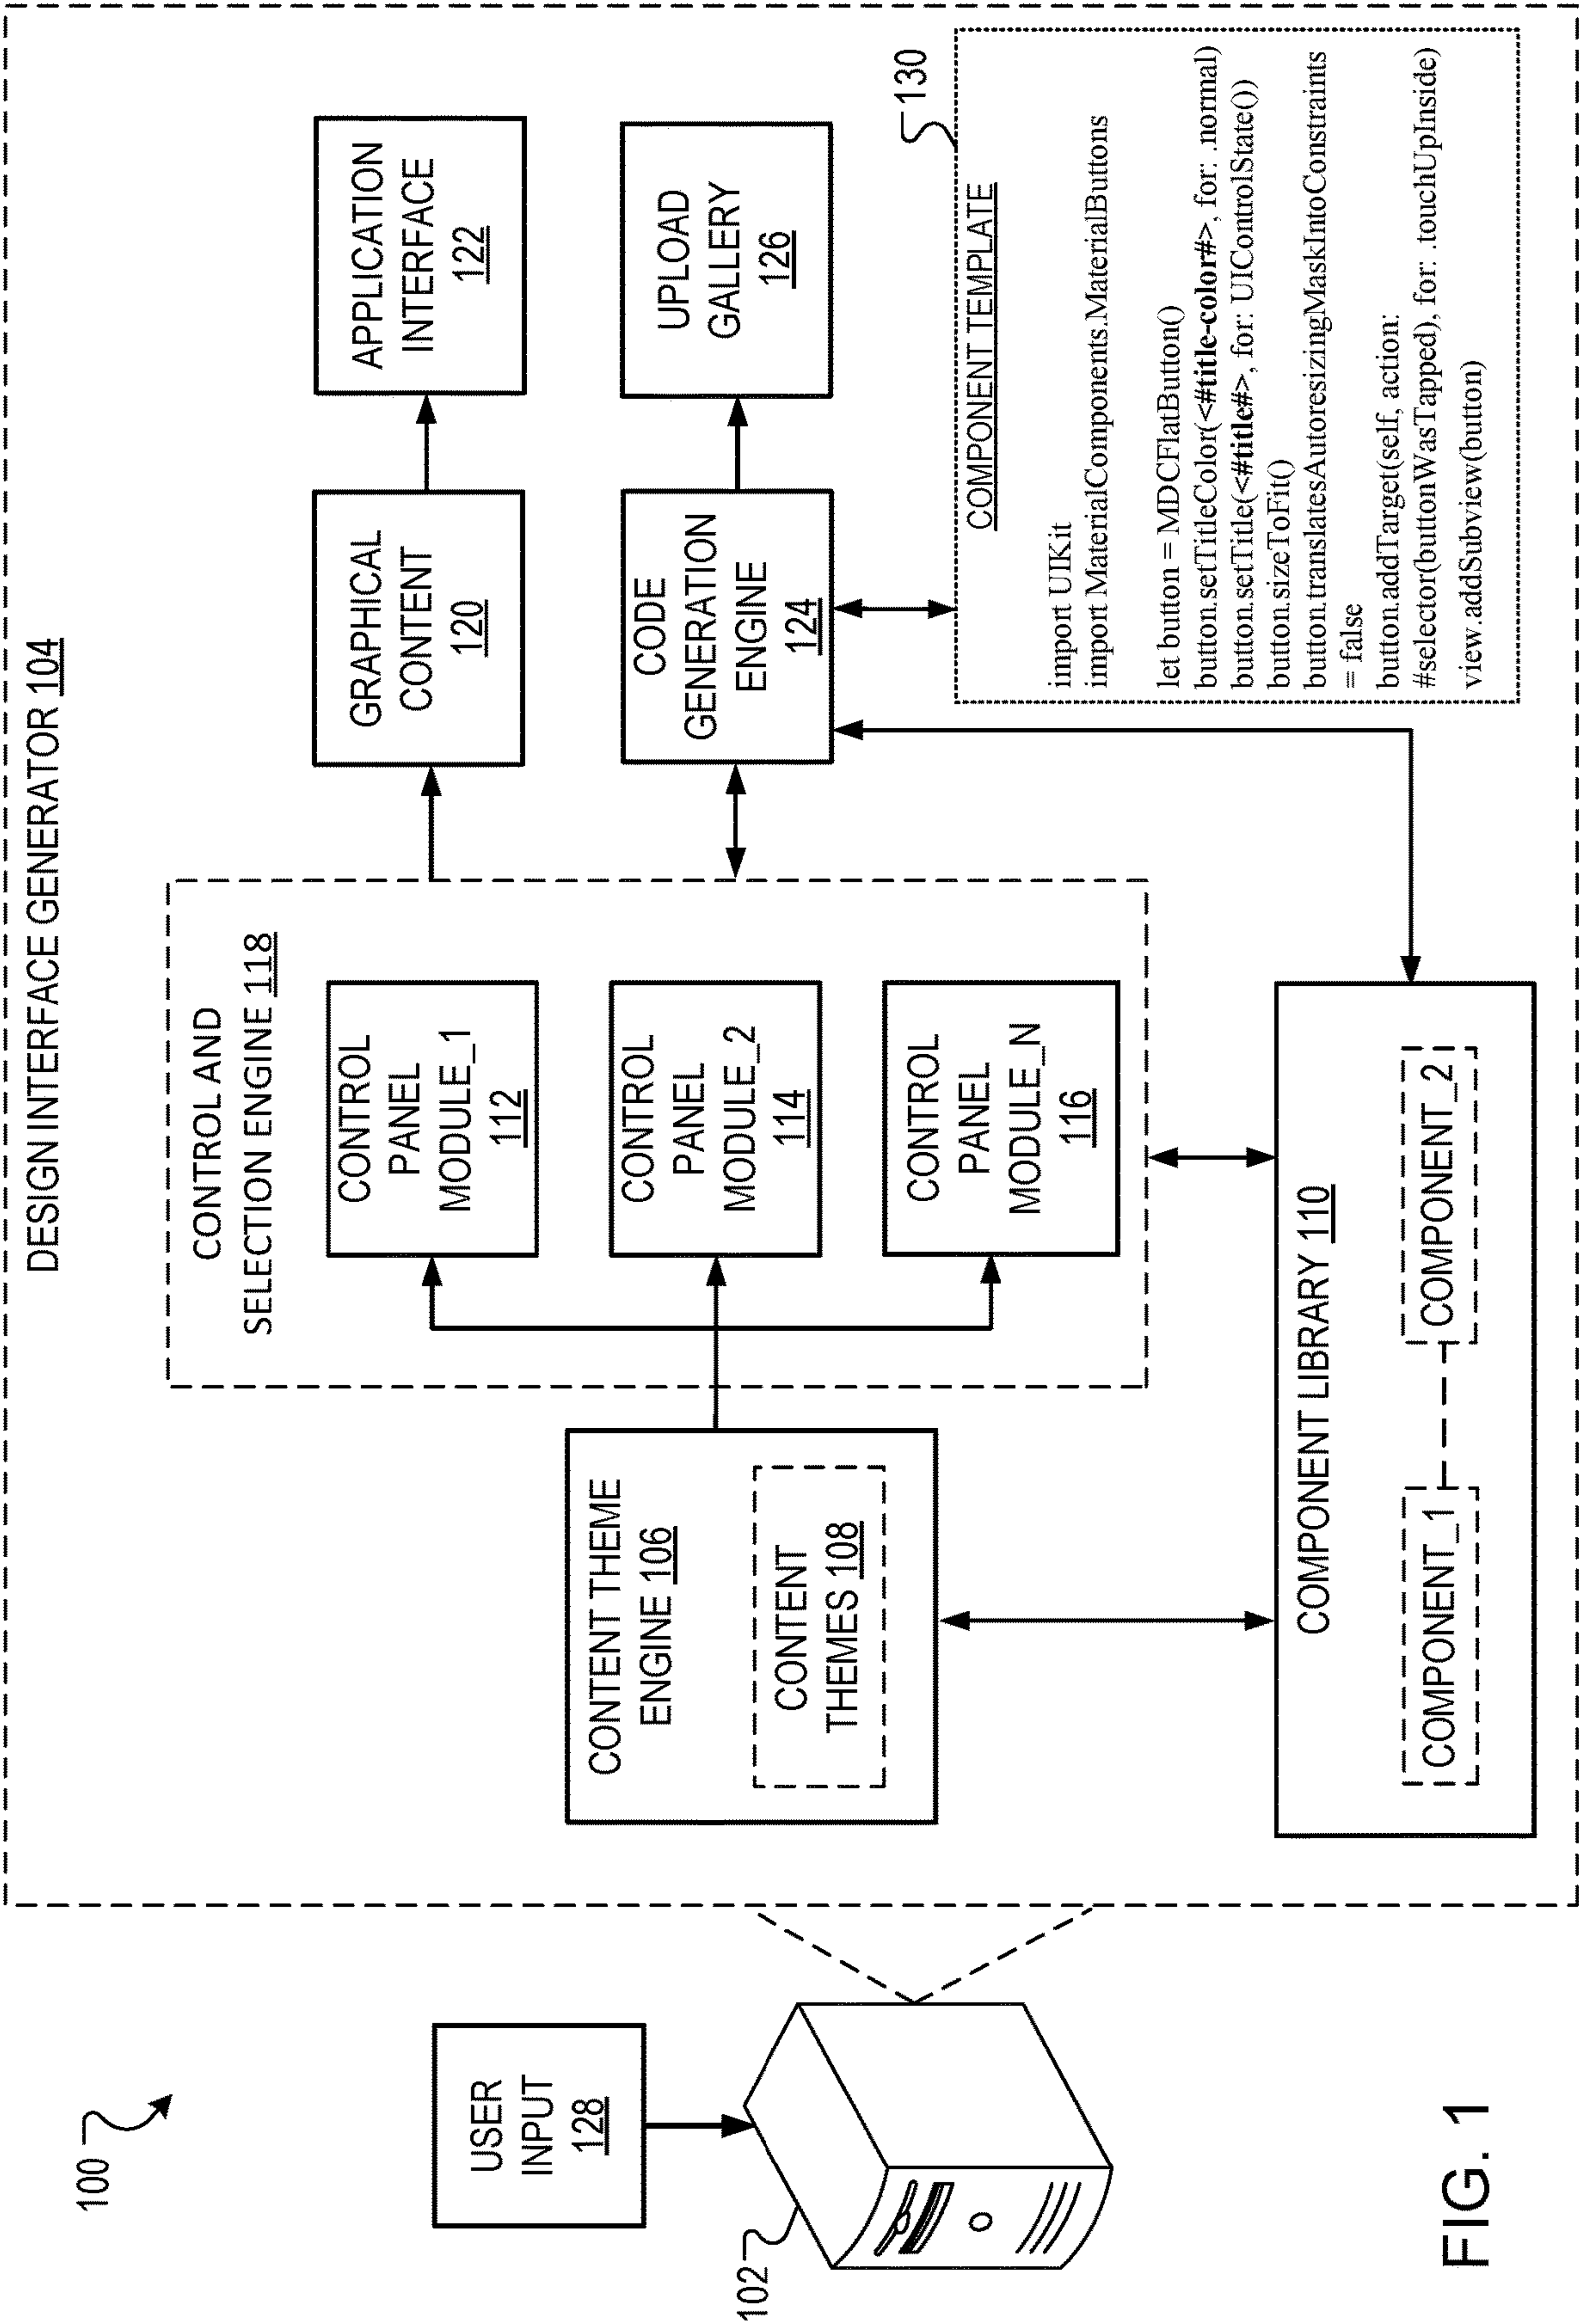 100
USER
INPUT
128
102
DESIGN INTERFACE GENERATOR 104
CONTENT THEME
ENGINE 106
CONTENT
THEMES 108
CONTROL AND
SELECTION ENGINE 118
CONTROL
PANEL
MODULE_1
112
CONTROL
PANEL
MODULE_2
114
CONTROL
PANEL
MODULE_N
116
GRAPHICAL
CONTENT
120
APPLICATION
INTERFACE
122
CODE
GENERATION
ENGINE
124
UPLOAD
GALLERY
126
130
COMPONENT TEMPLATE
import UIKit
import MaterialComponents.MaterialButtons
let button = MDCFlatButton()
button.setTitleColor(<#title-color#>, for: .normal)
button.setTitle(<#title#>, for: UIControlState())
button.sizeToFit()
button.translatesAutoresizingMaskIntoConstraints
= false
button.addTarget(self, action:
#selector(buttonWasTapped), for: .touchUpInside)
view.addSubview(button)
COMPONENT LIBRARY 110
COMPONENT_1
COMPONENT_2
FIG. 1